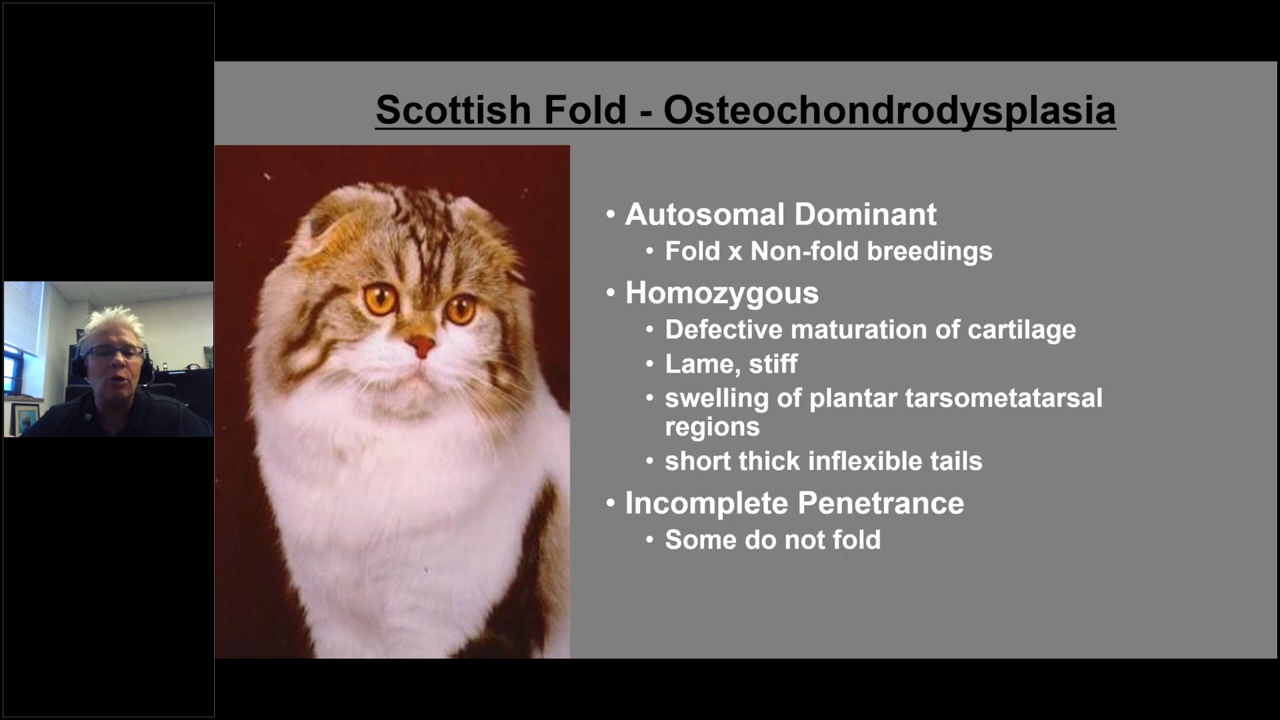 Scottish Fold - Osteochondrodysplasia
• Autosomal Dominant
• Fold x Non-fold breedings
• Homozygous
• Defective maturation of cartilage
• Lame, stiff
• swelling of plantar tarsometatarsal
regions
• short thick inflexible tails
• Incomplete Penetrance
• Some do not fold